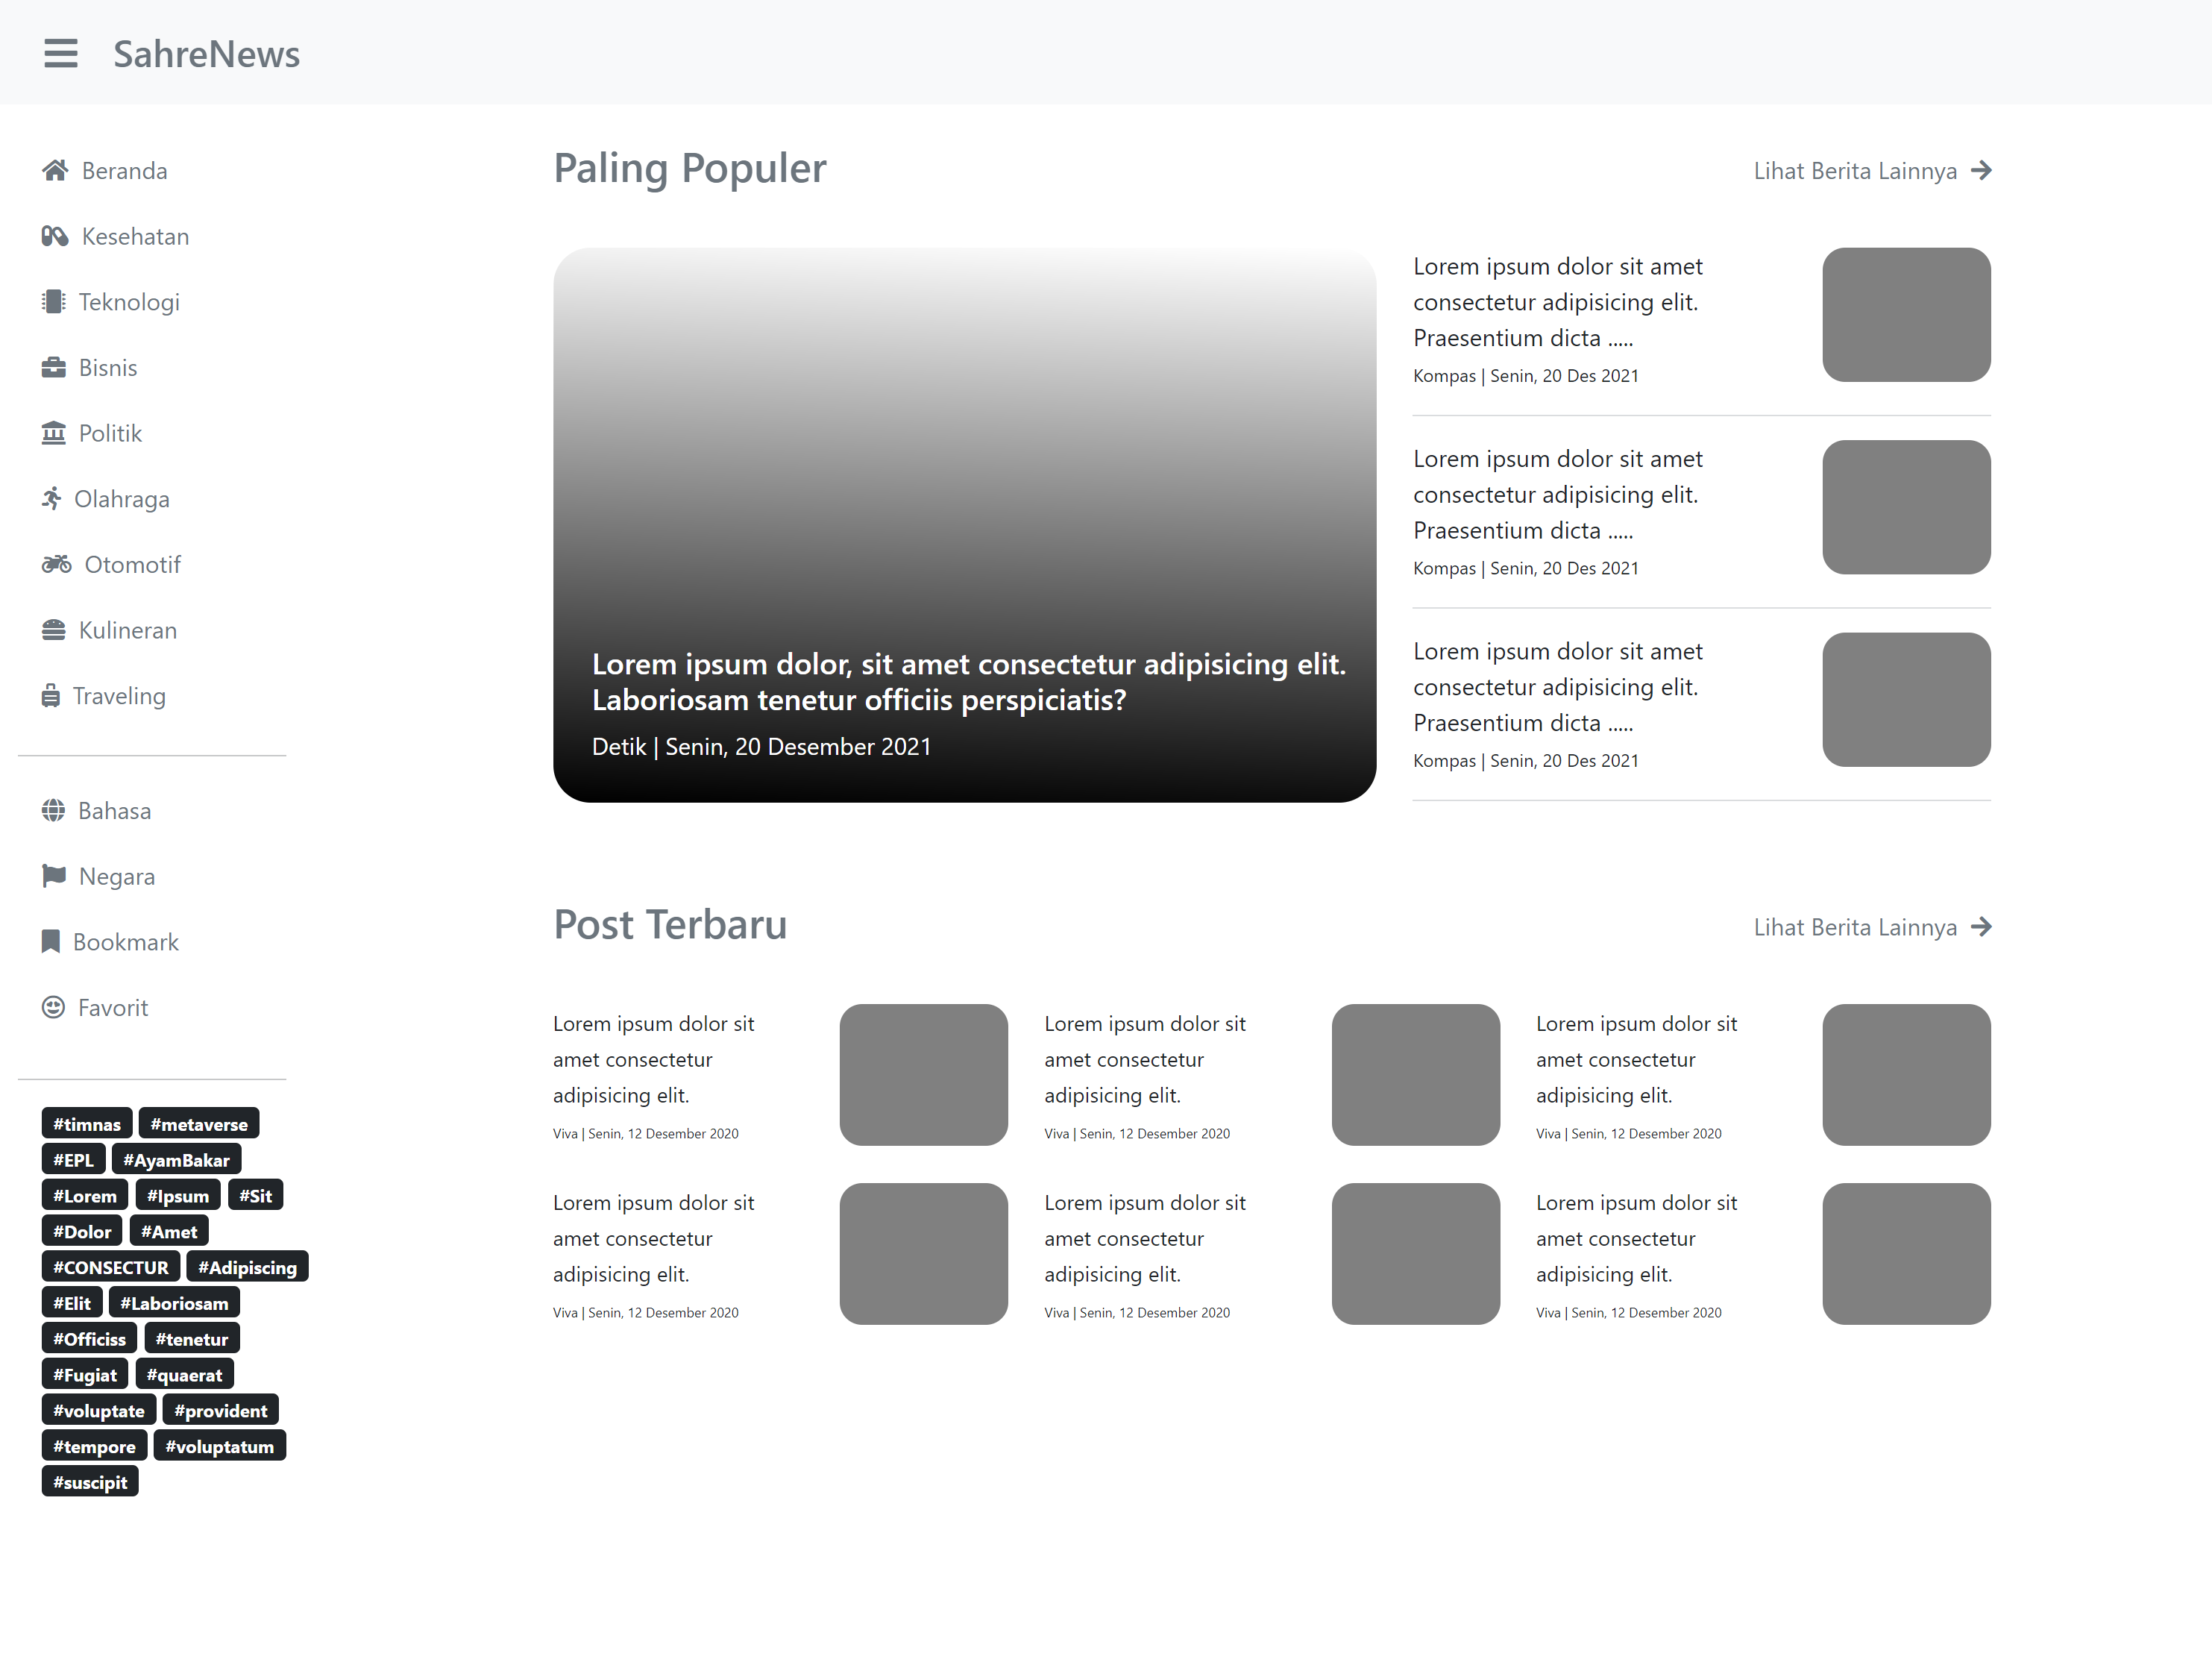 SahreNews
Beranda
Kesehatan
Teknologi
Bisnis
Politik
Olahraga
Otomotif
Kulineran
Traveling
Bahasa
Negara
Bookmark
Favorit
#timnas #metaverse
#EPL #AyamBakar
#Lorem #Ipsum #Sit
#Dolor #Amet
#CONSECTUR #Adipiscing
#Elit #Laboriosam
#Officiss #tenetur
#Fugiat #quaerat
#voluptate #provident
#tempore #voluptatum
#suscipit
Paling Populer
Lihat Berita Lainnya
Lorem ipsum dolor, sit amet consectetur adipisicing elit.
Laboriosam tenetur officiis perspiciatis?
Detik | Senin, 20 Desember 2021
Lorem ipsum dolor sit amet
consectetur adipisicing elit.
Praesentium dicta .....
Kompas | Senin, 20 Des 2021
Lorem ipsum dolor sit amet
consectetur adipisicing elit.
Praesentium dicta .....
Kompas | Senin, 20 Des 2021
Lorem ipsum dolor sit amet
consectetur adipisicing elit.
Praesentium dicta .....
Kompas | Senin, 20 Des 2021
Post Terbaru
Lihat Berita Lainnya
Lorem ipsum dolor sit
amet consectetur
adipisicing elit.
Viva | Senin, 12 Desember 2020
Lorem ipsum dolor sit
amet consectetur
adipisicing elit.
Viva | Senin, 12 Desember 2020
Lorem ipsum dolor sit
amet consectetur
adipisicing elit.
Viva | Senin, 12 Desember 2020
Lorem ipsum dolor sit
amet consectetur
adipisicing elit.
Viva | Senin, 12 Desember 2020
Lorem ipsum dolor sit
amet consectetur
adipisicing elit.
Viva | Senin, 12 Desember 2020
Lorem ipsum dolor sit
amet consectetur
adipisicing elit.
Viva | Senin, 12 Desember 2020